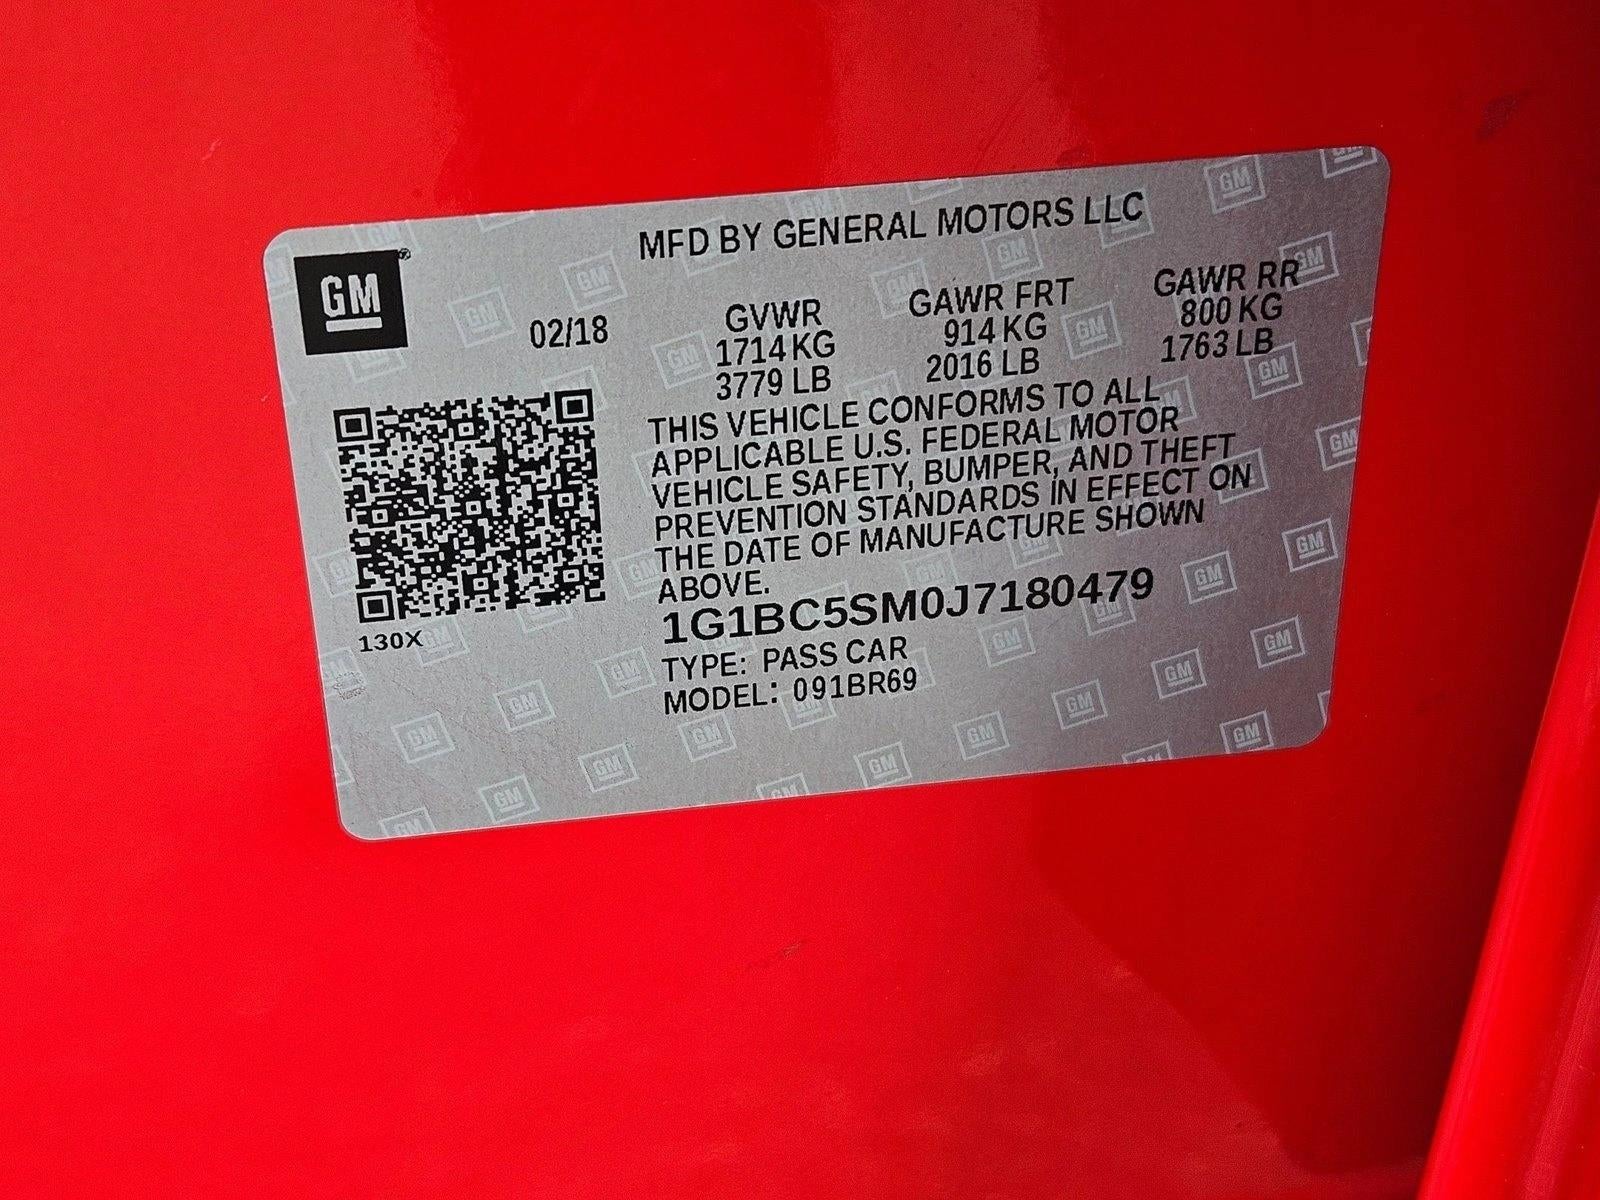 MFD BY GENERAL MOTORS LLC
GM
02/18
GVWR
1714 KG
3779 LB
GAWR FRT
914 KG
2016 LB
GAWR RR
800 KG
1763 LB
THIS VEHICLE CONFORMS TO ALL
APPLICABLE U.S. FEDERAL MOTOR
VEHICLE SAFETY, BUMPER, AND THEFT
PREVENTION STANDARDS IN EFFECT ON
THE DATE OF MANUFACTURE SHOWN
ABOVE.
1G1BC5SM0J7180479
TYPE: PASS CAR
MODEL: 091BR69
130X